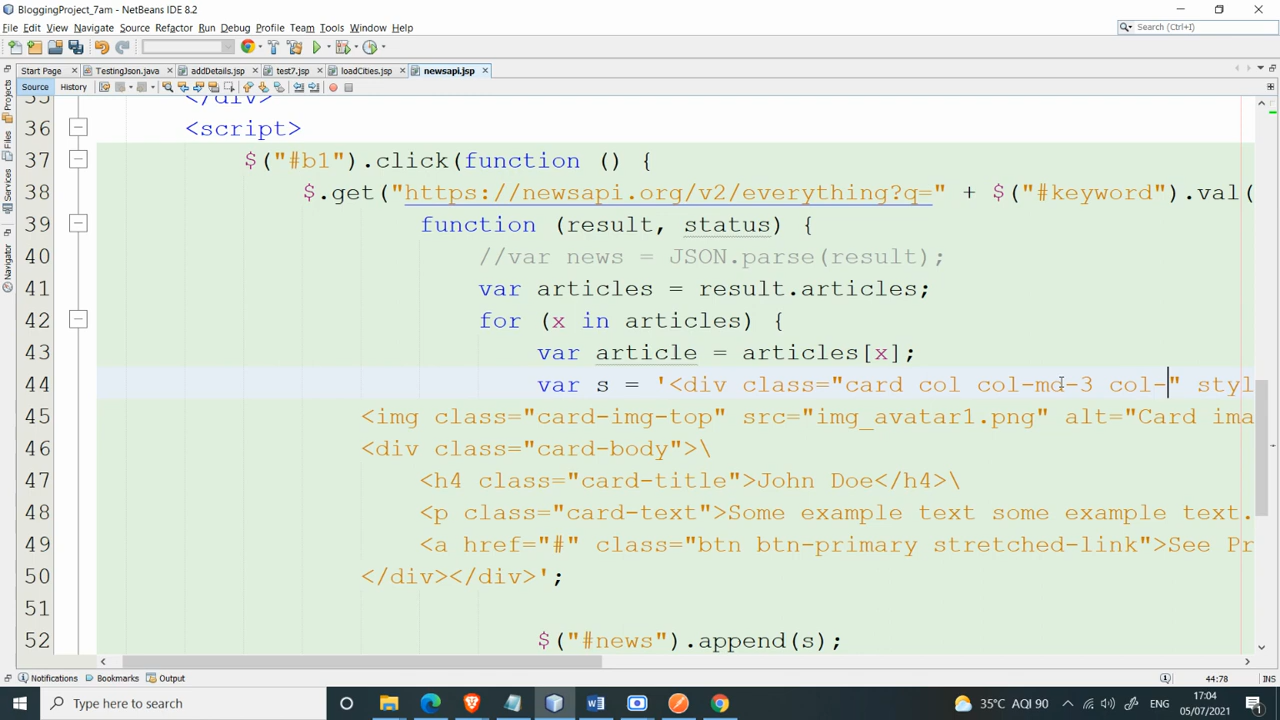 BloggingProject_7am - NetBeans IDE 8.2
File Edit View Navigate Source Refactor Run Debug Profile Team Tools Window Help
Search (Ctrl+I)
Start Page TestingJson.java addDetails.jsp test7.jsp loadCities.jsp newsapi.jsp
Source History
Projects
Files
Services
Navigator
35 </div>
36 <script>
37 $("#b1").click(function () {
38 $.get("https://newsapi.org/v2/everything?q=" + $("#keyword").val(
39 function (result, status) {
40 //var news = JSON.parse(result);
41 var articles = result.articles;
42 for (x in articles) {
43 var article = articles[x];
44 var s = '<div class="card col col-md-3 col-" styl
45 <img class="card-img-top" src="img_avatar1.png" alt="Card ima
46 <div class="card-body">\
47 <h4 class="card-title">John Doe</h4>\
48 <p class="card-text">Some example text some example text.
49 <a href="#" class="btn btn-primary stretched-link">See Pr
50 </div></div>';
51
52 $("#news").append(s);
Notifications Bookmarks Output
44:78 INS
Type here to search
35°C AQI 90
ENG
17:04
05/07/2021